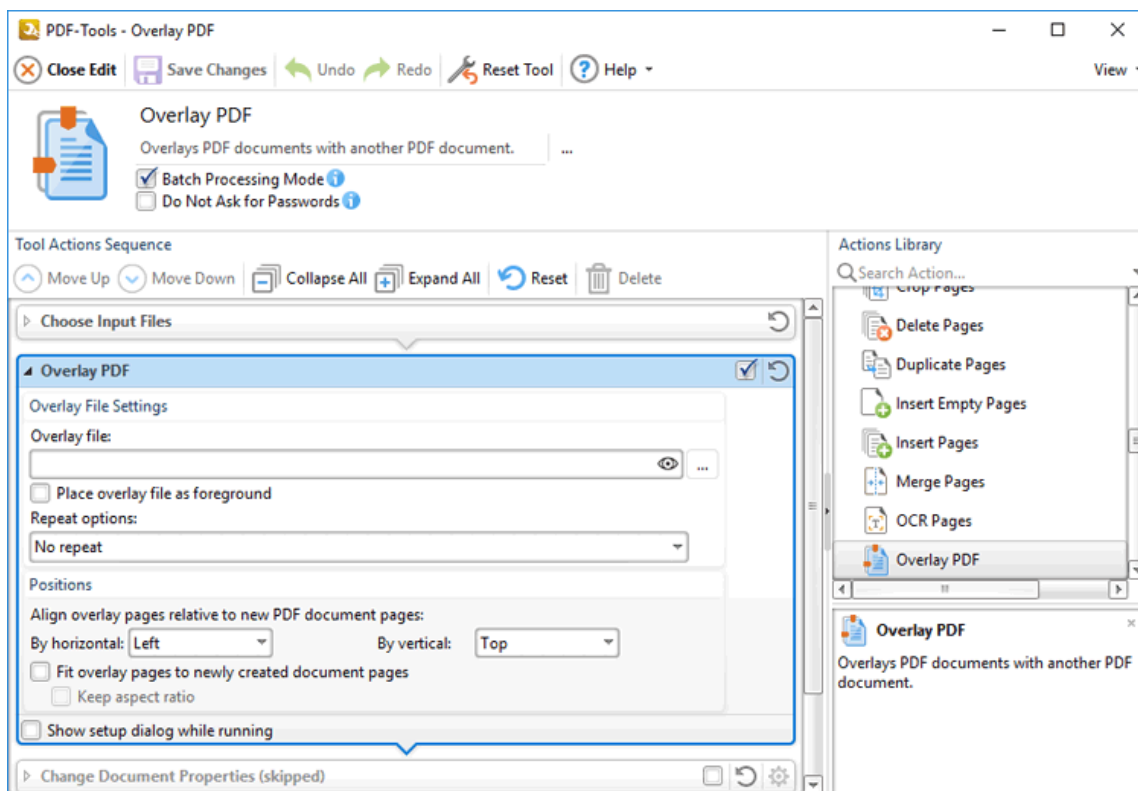 PDF-Tools - Overlay PDF
Close Edit Save Changes Undo Redo Reset Tool Help View
Overlay PDF
Overlays PDF documents with another PDF document. ...
Batch Processing Mode
Do Not Ask for Passwords
Tool Actions Sequence
Move Up Move Down Collapse All Expand All Reset Delete
Choose Input Files
Overlay PDF
Overlay File Settings
Overlay file:
...
Place overlay file as foreground
Repeat options:
No repeat
Positions
Align overlay pages relative to new PDF document pages:
By horizontal: Left By vertical: Top
Fit overlay pages to newly created document pages
Keep aspect ratio
Show setup dialog while running
Change Document Properties (skipped)
Actions Library
Search Action...
Crop Pages
Delete Pages
Duplicate Pages
Insert Empty Pages
Insert Pages
Merge Pages
OCR Pages
Overlay PDF
Overlay PDF
Overlays PDF documents with another PDF
document.